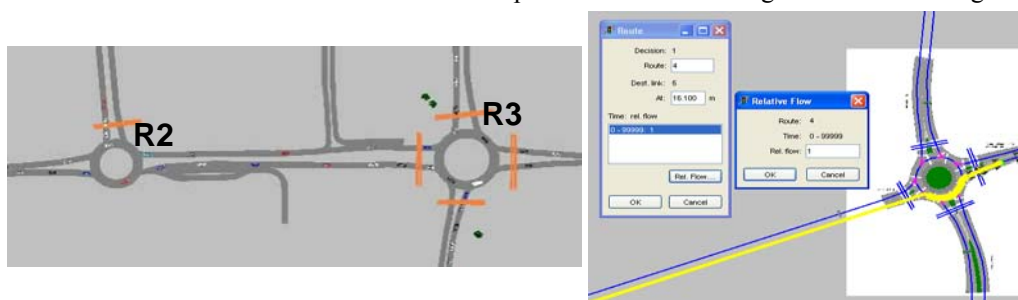 R2
R3
Route
Decision: 1
Route: 4
Dest. link: 6
At: 16.100 m
Time: rel. flow
0 - 99999: 1
Rel. Flow...
OK Cancel
Relative Flow
Route: 4
Time: 0 - 99999
Rel. flow: 1
OK Cancel